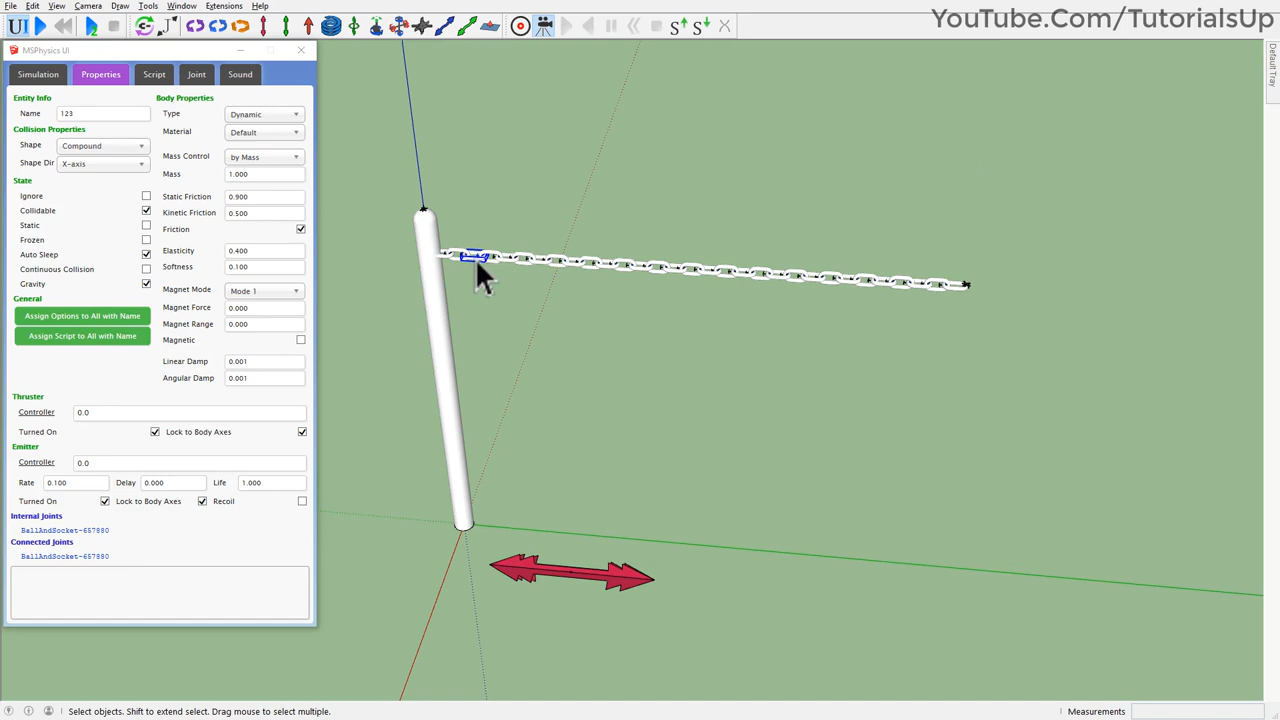 File Edit View Camera Draw Tools Window Extensions Help
YouTube.Com/TutorialsUp
UI
MSPhysics UI
Simulation Properties Script Joint Sound
Entity Info
Name 123
Collision Properties
Shape Compound
Shape Dir X-axis
State
Ignore
Collidable
Static
Frozen
Auto Sleep
Continuous Collision
Gravity
General
Assign Options to All with Name
Assign Script to All with Name
Body Properties
Type Dynamic
Material Default
Mass Control by Mass
Mass 1.000
Static Friction 0.900
Kinetic Friction 0.500
Friction
Elasticity 0.400
Softness 0.100
Magnet Mode Mode 1
Magnet Force 0.000
Magnet Range 0.000
Magnetic
Linear Damp 0.001
Angular Damp 0.001
Thruster
Controller 0.0
Turned On Lock to Body Axes
Emitter
Controller 0.0
Rate 0.100 Delay 0.000 Life 1.000
Turned On Lock to Body Axes Recoil
Internal Joints
BallAndSocket-657880
Connected Joints
BallAndSocket-657880
Default Tray
Select objects. Shift to extend select. Drag mouse to select multiple.
Measurements